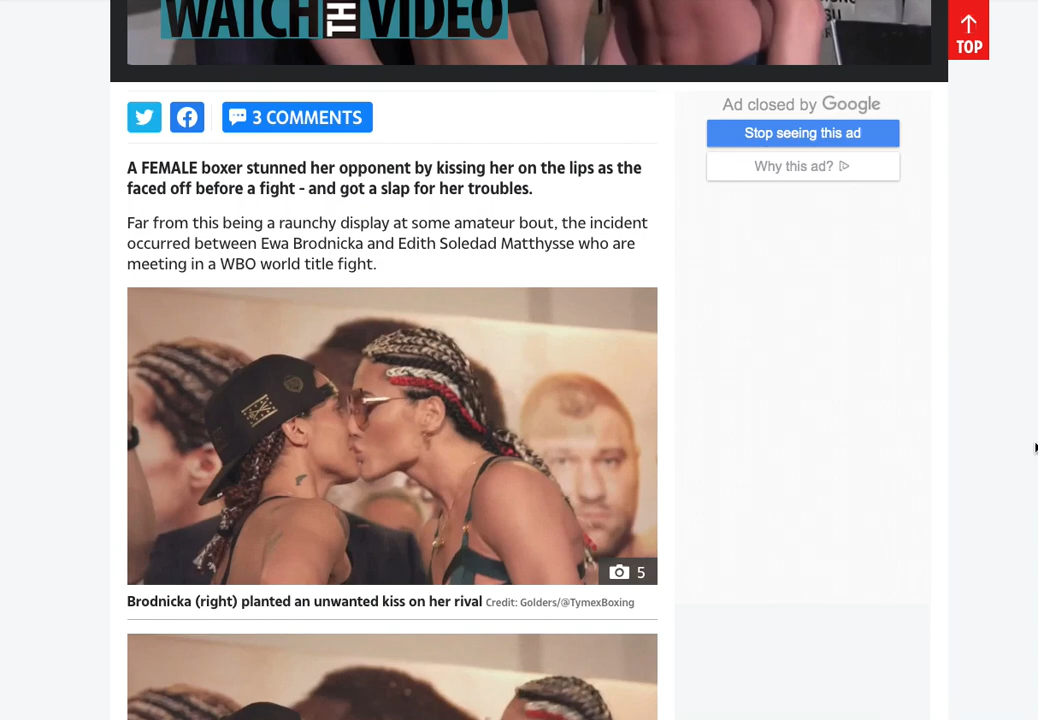 WATCH THE VIDEO
TOP
3 COMMENTS
Ad closed by Google
Stop seeing this ad
Why this ad?
A FEMALE boxer stunned her opponent by kissing her on the lips as the
faced off before a fight - and got a slap for her troubles.
Far from this being a raunchy display at some amateur bout, the incident
occurred between Ewa Brodnicka and Edith Soledad Matthysse who are
meeting in a WBO world title fight.
5
Brodnicka (right) planted an unwanted kiss on her rival Credit: Golders/@TymexBoxing